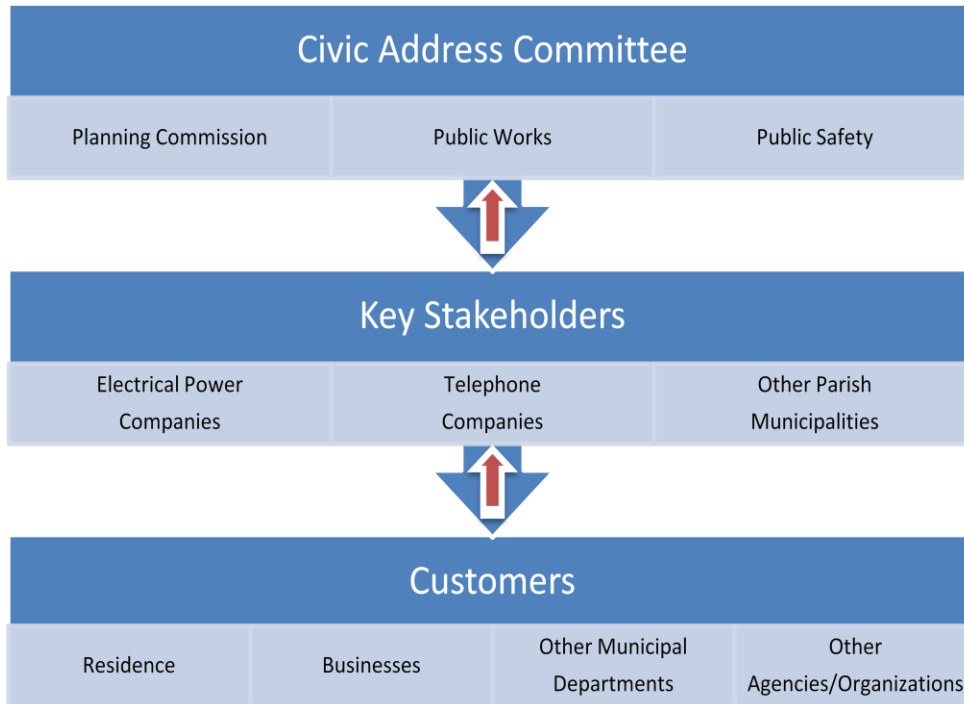 Civic Address Committee
Planning Commission
Public Works
Public Safety
Key Stakeholders
Electrical Power
Companies
Telephone
Companies
Other Parish
Municipalities
Customers
Residence
Businesses
Other Municipal
Departments
Other
Agencies/Organizations